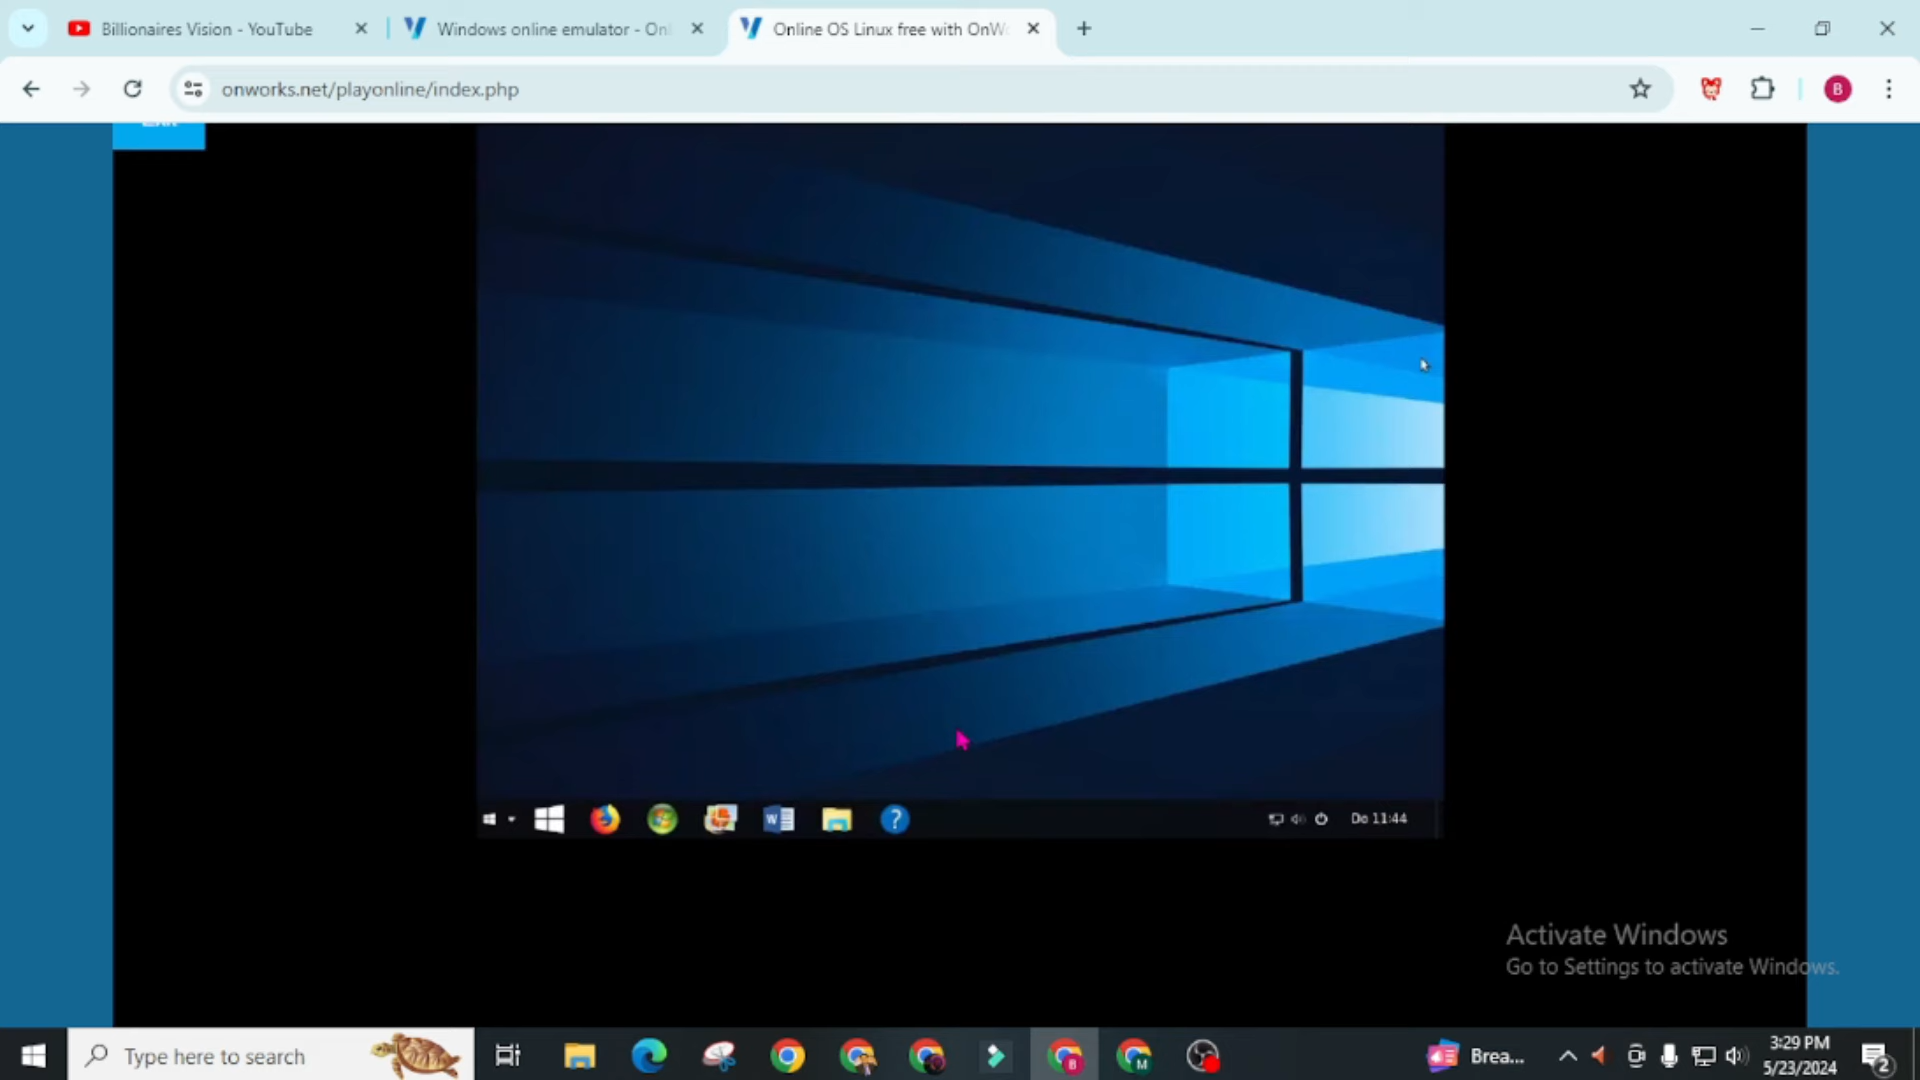 Billionaires Vision - YouTube
Windows online emulator - Onl
Online OS Linux free with OnW
onworks.net/playonline/index.php
B
W
?
Do 11:44
Activate Windows
Go to Settings to activate Windows.
Type here to search
B
M
Brea...
3:29 PM
5/23/2024
2